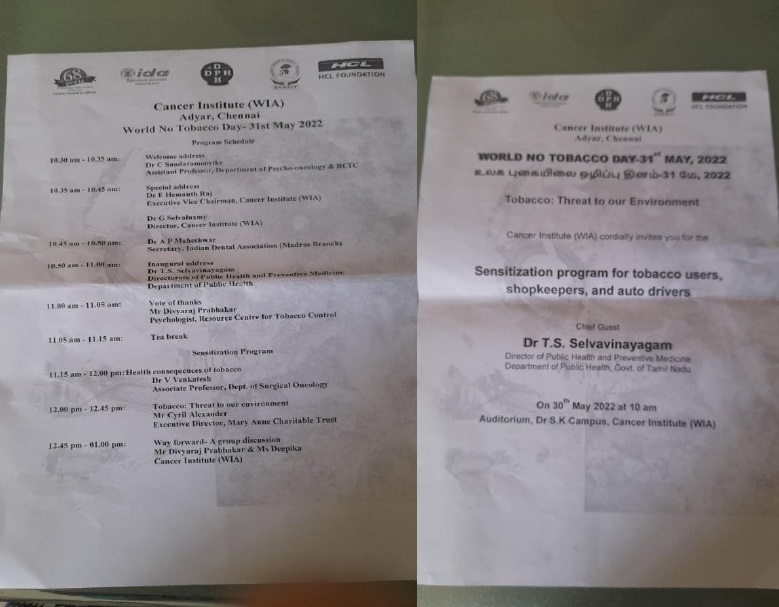 68
ida
D
DPH
H
HCL
HCL FOUNDATION
Cancer Institute (WIA)
Adyar, Chennai
World No Tobacco Day- 31st May 2022
Program Schedule
10.30 am - 10.35 am: Welcome address
Dr C Sundaramoorthy
Assistant Professor, Department of Psycho-oncology & RCTC
10.35 am - 10.45 am: Special address
Dr E Hemanth Raj
Executive Vice Chairman, Cancer Institute (WIA)
Dr G Selvaluxmy
Director, Cancer Institute (WIA)
10.45 am - 10.50 am: Dr A P Maheshwar
Secretary, Indian Dental Association (Madras Branch)
10.50 am - 11.00 am: Inaugural address
Dr T.S. Selvavinayagam
Directorate of Public Health and Preventive Medicine
Department of Public Health
11.00 am - 11.05 am: Vote of thanks
Mr Divyaraj Prabhakar
Psychologist, Resource Centre for Tobacco Control
11.05 am - 11.15 am: Tea break
Sensitization Program
11.15 am - 12.00 pm: Health consequences of tobacco
Dr V Venkatesh
Associate Professor, Dept. of Surgical Oncology
12.00 pm - 12.45 pm: Tobacco: Threat to our environment
Mr Cyril Alexander
Executive Director, Mary Anne Charitable Trust
12.45 pm - 01.00 pm: Way forward- A group discussion
Mr Divyaraj Prabhakar & Ms Deepika
Cancer Institute (WIA)
68
ida
D
DPH
H
HCL
HCL FOUNDATION
Cancer Institute (WIA)
Adyar, Chennai
WORLD NO TOBACCO DAY-31st MAY, 2022
உலக புகையிலை ஒழிப்பு தினம்-31 மே, 2022
Tobacco: Threat to our Environment
Cancer Institute (WIA) cordially invites you for the
Sensitization program for tobacco users,
shopkeepers, and auto drivers
Chief Guest
Dr T.S. Selvavinayagam
Director of Public Health and Preventive Medicine
Department of Public Health, Govt. of Tamil Nadu
On 30th May 2022 at 10 am
Auditorium, Dr S.K Campus, Cancer Institute (WIA)